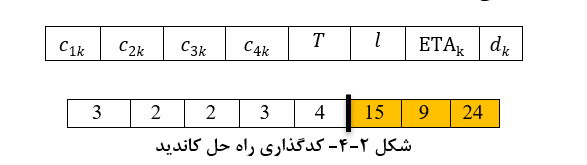 c₁ₖ c₂ₖ c₃ₖ c₄ₖ T l ETAₖ dₖ
3 2 2 3 4 15 9 24
شکل ۲-۴- کدگذاری راه حل کاندید